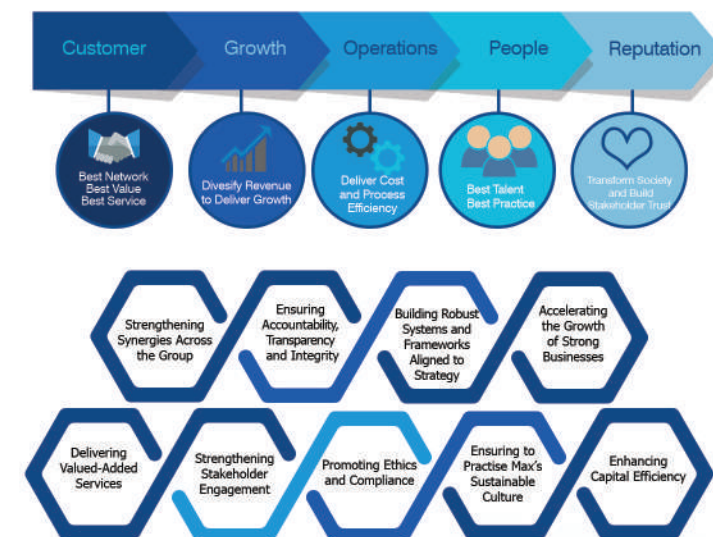 Customer
Growth
Operations
People
Reputation
Best Network
Best Value
Best Service
Divesify Revenue
to Deliver Growth
Deliver Cost
and Process
Efficiency
Best Talent
Best Practice
Transform Society
and Build
Stakeholder Trust
Strengthening
Synergies Across
the Group
Ensuring
Accountability,
Transparency
and Integrity
Building Robust
Systems and
Frameworks
Aligned to
Strategy
Accelerating
the Growth
of Strong
Businesses
Delivering
Valued-Added
Services
Strengthening
Stakeholder
Engagement
Promoting Ethics
and Compliance
Ensuring to
Practise Max's
Sustainable
Culture
Enhancing
Capital Efficiency